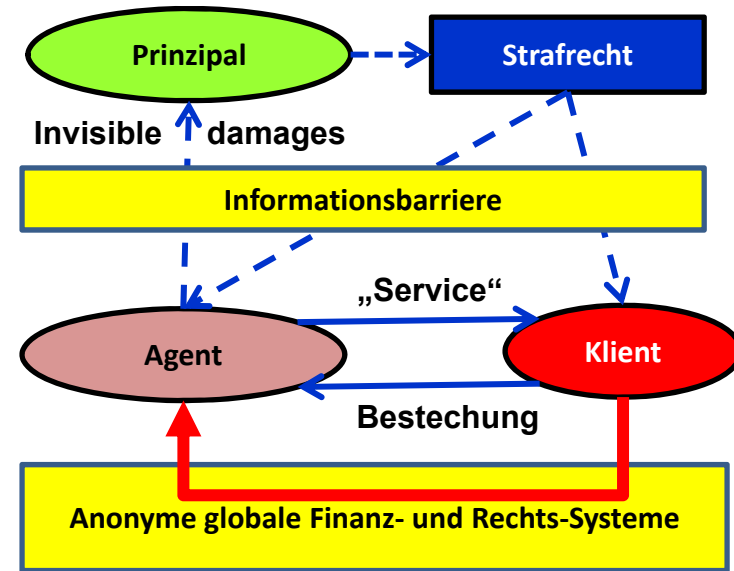 Prinzipal
Strafrecht
Invisible damages
Informationsbarriere
„Service“
Agent
Klient
Bestechung
Anonyme globale Finanz- und Rechts-Systeme